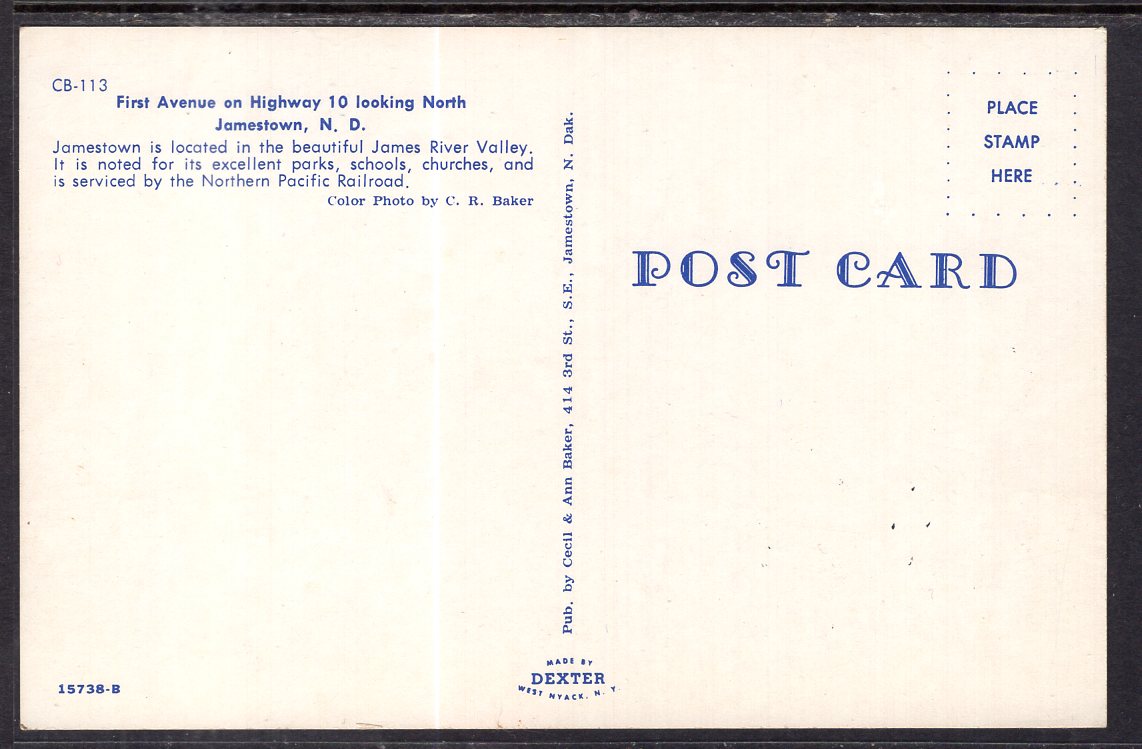 CB-113
First Avenue on Highway 10 looking North
Jamestown, N. D.
Jamestown is located in the beautiful James River Valley.
It is noted for its excellent parks, schools, churches, and
is serviced by the Northern Pacific Railroad.
Color Photo by C. R. Baker
15738-B
Pub. by Cecil & Ann Baker, 414 3rd St., S.E., Jamestown, N. Dak.
MADE BY
DEXTER
WEST NYACK, N. Y.
PLACE
STAMP
HERE
POST CARD